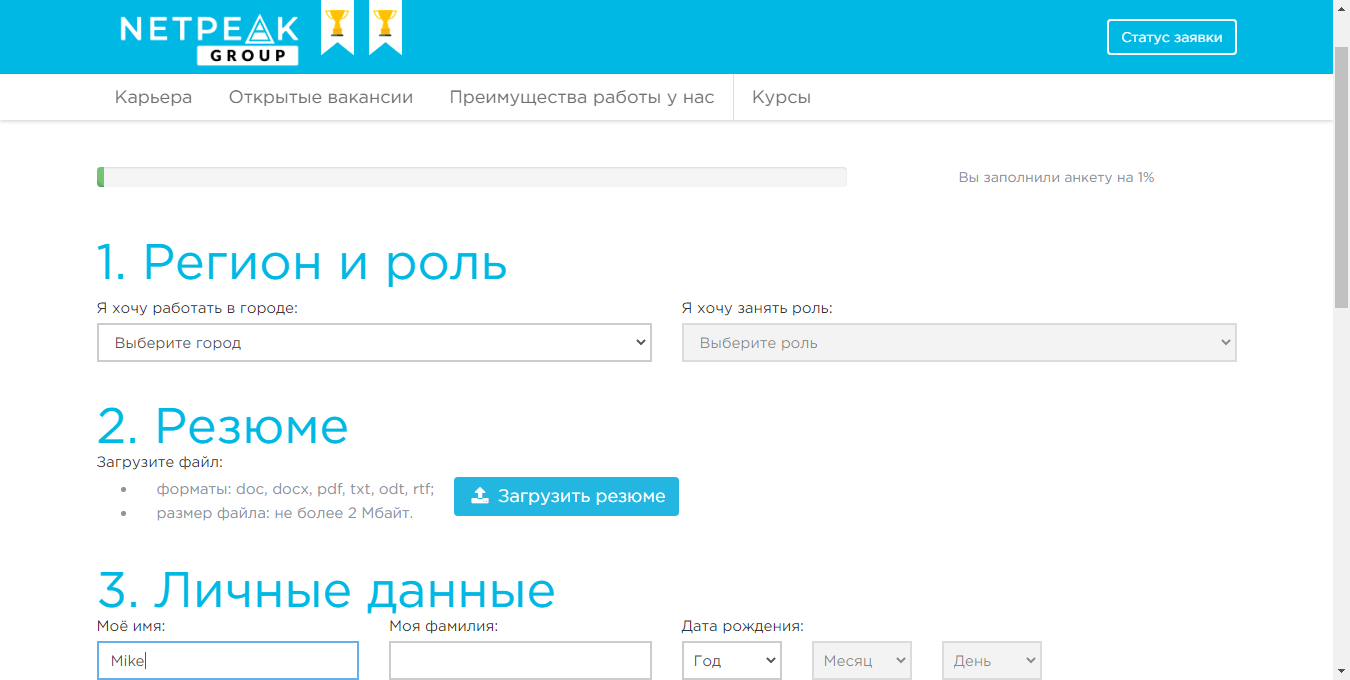 NETPEAK
GROUP
Статус заявки
Карьера Открытые вакансии Преимущества работы у нас Курсы
Вы заполнили анкету на 1%
1. Регион и роль
Я хочу работать в городе: Я хочу занять роль:
Выберите город Выберите роль
2. Резюме
Загрузите файл:
форматы: doc, docx, pdf, txt, odt, rtf;
размер файла: не более 2 Мбайт.
Загрузить резюме
3. Личные данные
Моё имя: Моя фамилия: Дата рождения:
Mike Год Месяц День